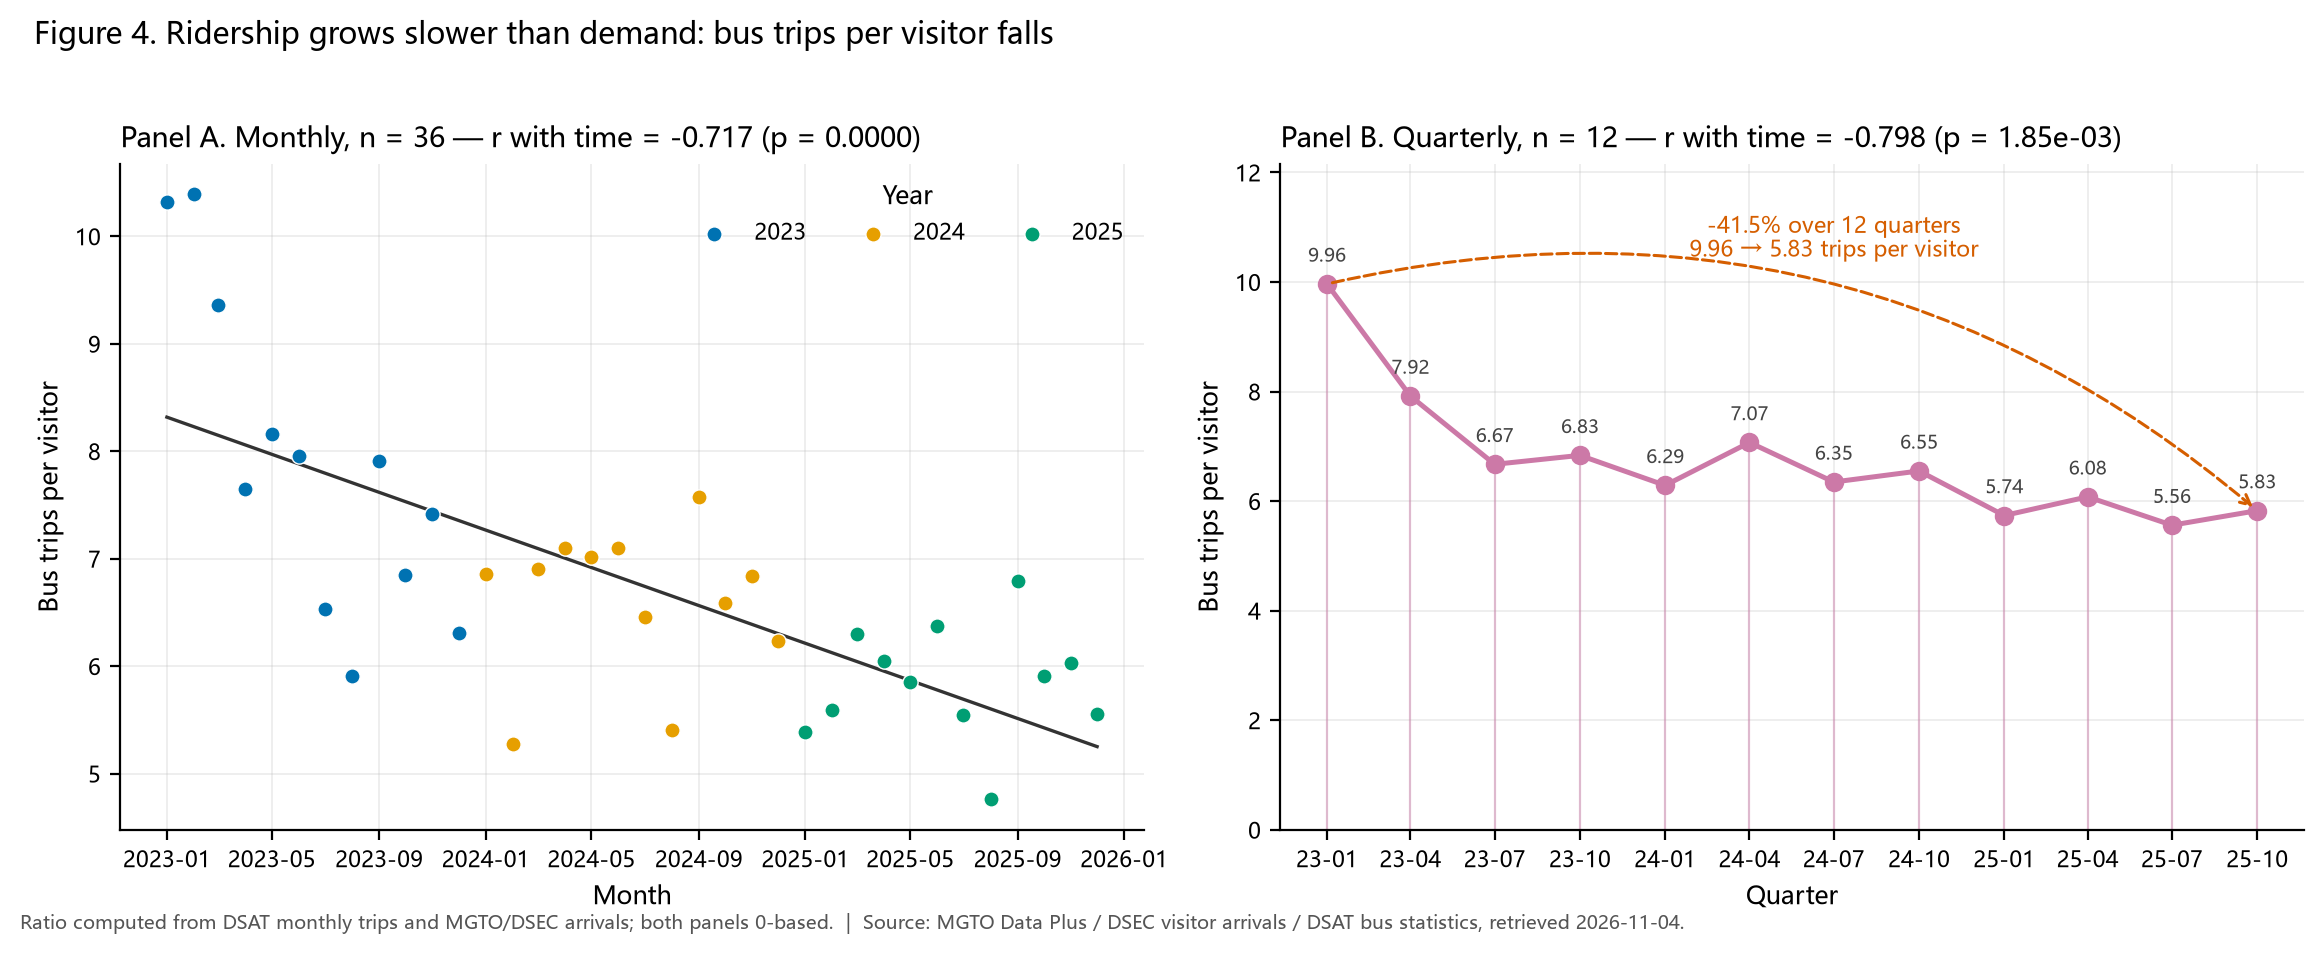 Figure 4. Ridership grows slower than demand: bus trips per visitor falls
Panel A. Monthly, n = 36 — r with time = -0.717 (p = 0.0000)
Year
2023 2024 2025
10
9
8
7
6
5
Bus trips per visitor
2023-01 2023-05 2023-09 2024-01 2024-05 2024-09 2025-01 2025-05 2025-09 2026-01
Month
Panel B. Quarterly, n = 12 — r with time = -0.798 (p = 1.85e-03)
-41.5% over 12 quarters
9.96 → 5.83 trips per visitor
12
10
8
6
4
2
0
Bus trips per visitor
9.96
7.92
6.67
6.83
6.29
7.07
6.35
6.55
5.74
6.08
5.56
5.83
23-01 23-04 23-07 23-10 24-01 24-04 24-07 24-10 25-01 25-04 25-07 25-10
Quarter
Ratio computed from DSAT monthly trips and MGTO/DSEC arrivals; both panels 0-based. | Source: MGTO Data Plus / DSEC visitor arrivals / DSAT bus statistics, retrieved 2026-11-04.